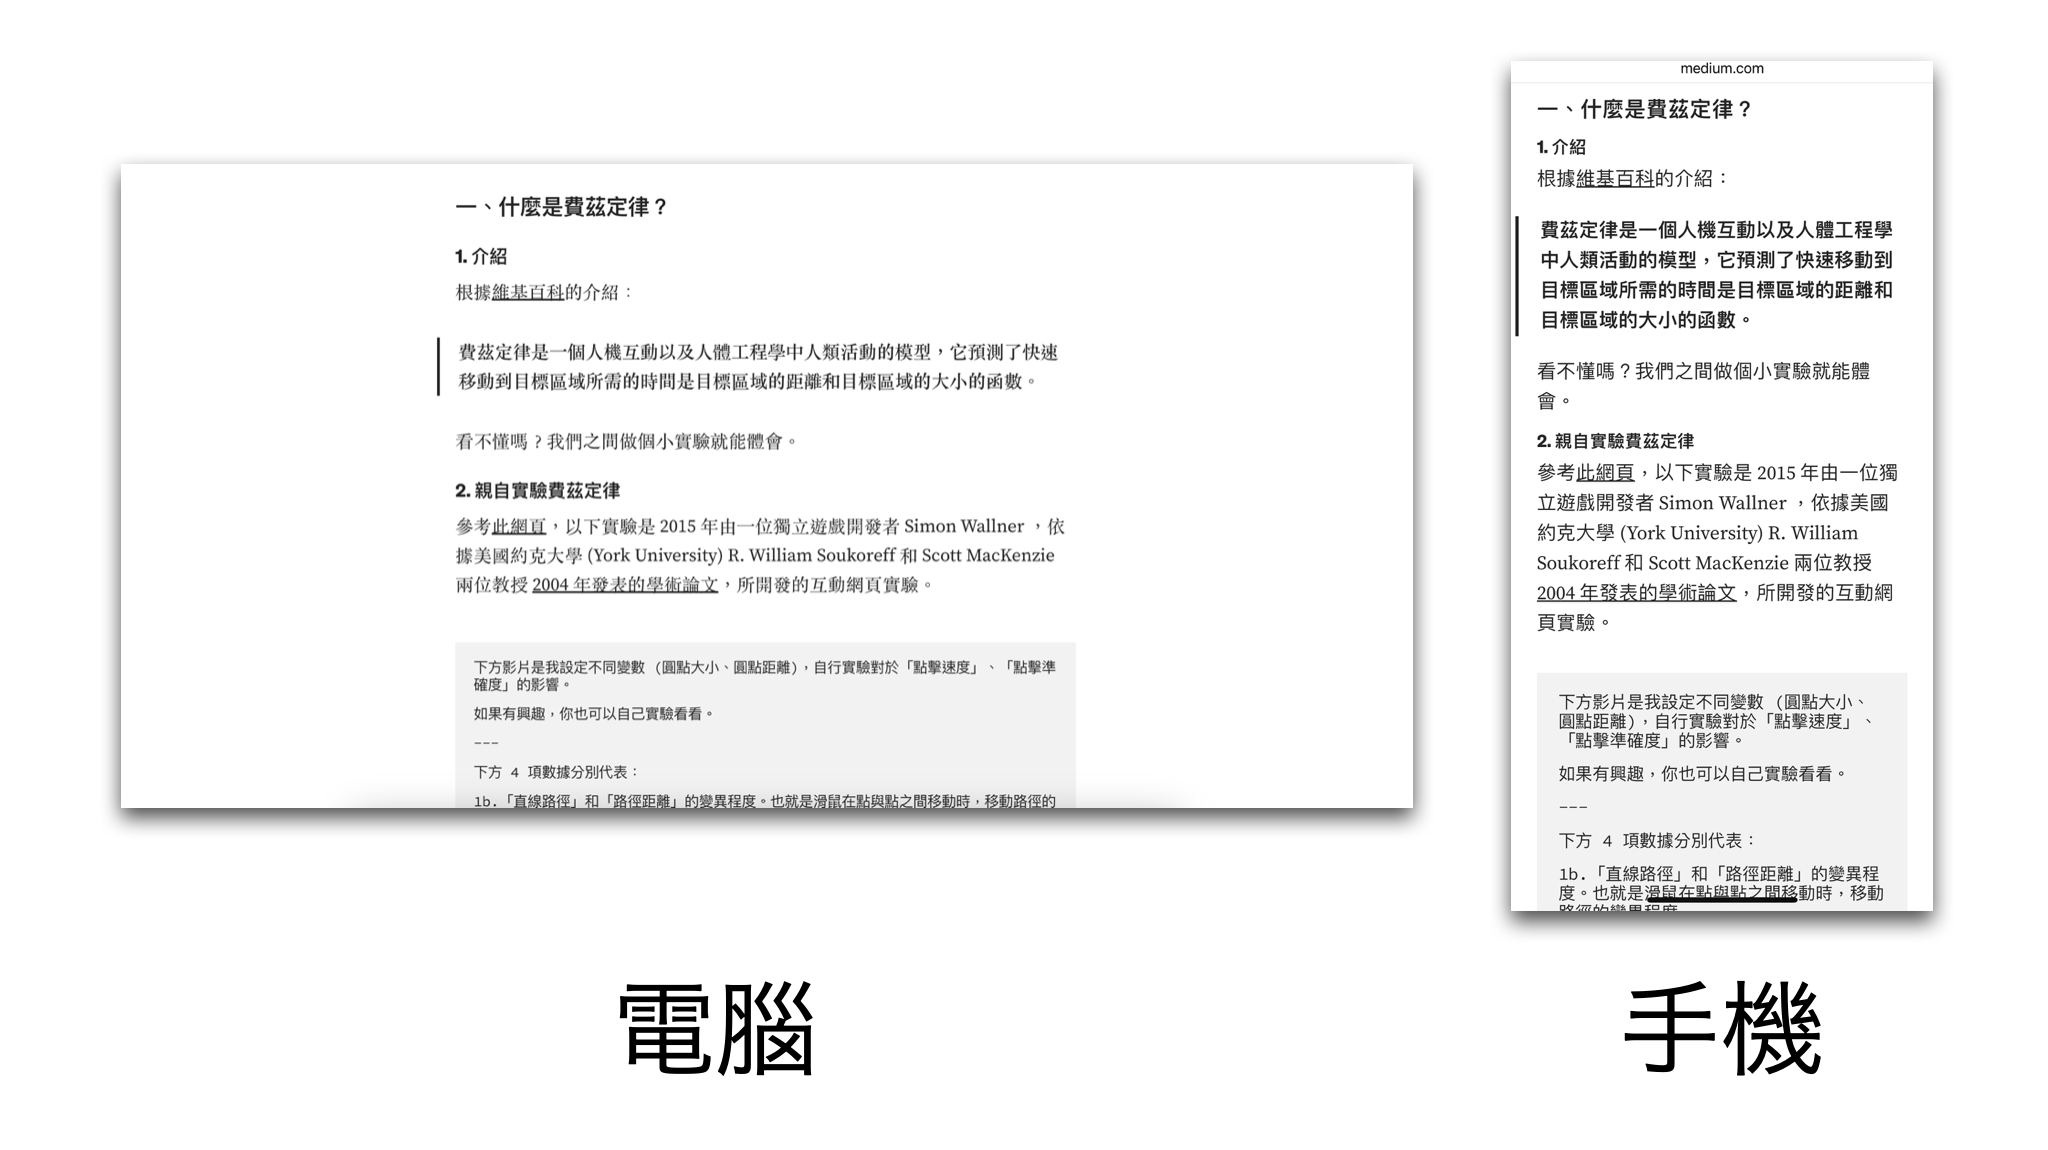 一、什麼是費茲定律？
1. 介紹
根據維基百科的介紹：
費茲定律是一個人機互動以及人體工程學中人類活動的模型，它預測了快速
移動到目標區域所需的時間是目標區域的距離和目標區域的大小的函數。
看不懂嗎？我們之間做個小實驗就能體會。
2. 親自實驗費茲定律
參考此網頁，以下實驗是 2015 年由一位獨立遊戲開發者 Simon Wallner ，依
據美國約克大學 (York University) R. William Soukoreff 和 Scott MacKenzie
兩位教授 2004 年發表的學術論文，所開發的互動網頁實驗。
下方影片是我設定不同變數 (圓點大小、圓點距離)，自行實驗對於「點擊速度」、「點擊準
確度」的影響。
如果有興趣，你也可以自己實驗看看。
---
下方 4 項數據分別代表：
1b.「直線路徑」和「路徑距離」的變異程度。也就是滑鼠在點與點之間移動時，移動路徑的
電腦
medium.com
一、什麼是費茲定律？
1. 介紹
根據維基百科的介紹：
費茲定律是一個人機互動以及人體工程學
中人類活動的模型，它預測了快速移動到
目標區域所需的時間是目標區域的距離和
目標區域的大小的函數。
看不懂嗎？我們之間做個小實驗就能體
會。
2. 親自實驗費茲定律
參考此網頁，以下實驗是 2015 年由一位獨
立遊戲開發者 Simon Wallner ，依據美國
約克大學 (York University) R. William
Soukoreff 和 Scott MacKenzie 兩位教授
2004 年發表的學術論文，所開發的互動網
頁實驗。
下方影片是我設定不同變數 (圓點大小、
圓點距離)，自行實驗對於「點擊速度」、
「點擊準確度」的影響。
如果有興趣，你也可以自己實驗看看。
---
下方 4 項數據分別代表：
1b.「直線路徑」和「路徑距離」的變異程
度。也就是滑鼠在點與點之間移動時，移動
路徑的變異程度
手機